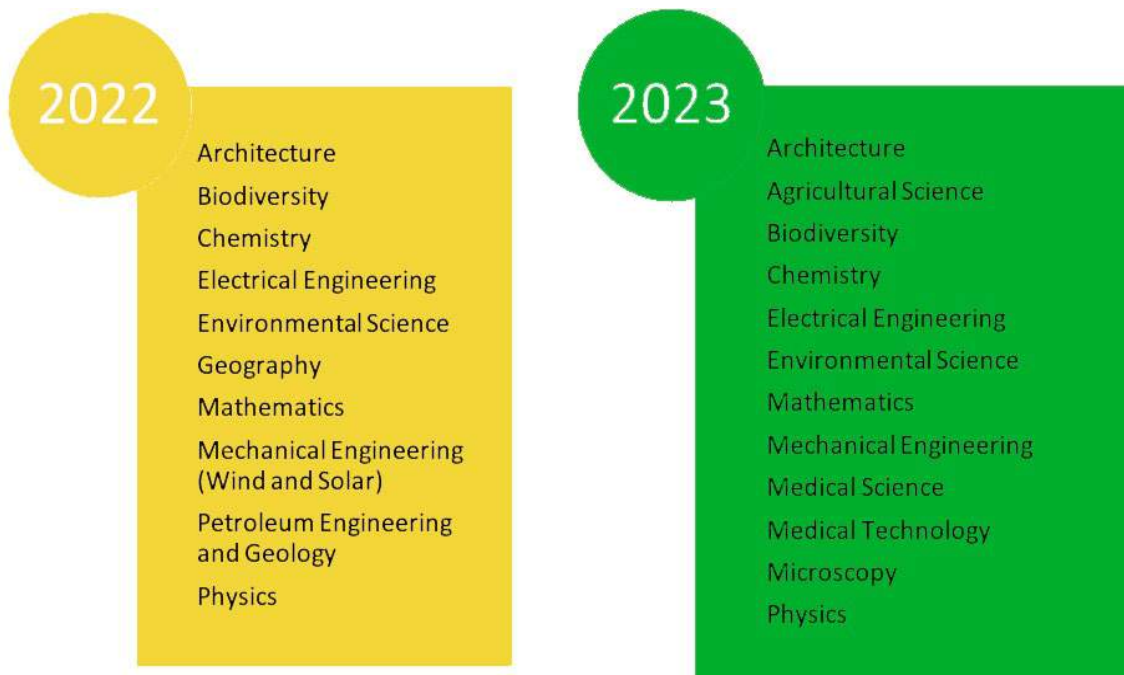 2022
Architecture
Biodiversity
Chemistry
Electrical Engineering
Environmental Science
Geography
Mathematics
Mechanical Engineering
(Wind and Solar)
Petroleum Engineering
and Geology
Physics
2023
Architecture
Agricultural Science
Biodiversity
Chemistry
Electrical Engineering
Environmental Science
Mathematics
Mechanical Engineering
Medical Science
Medical Technology
Microscopy
Physics